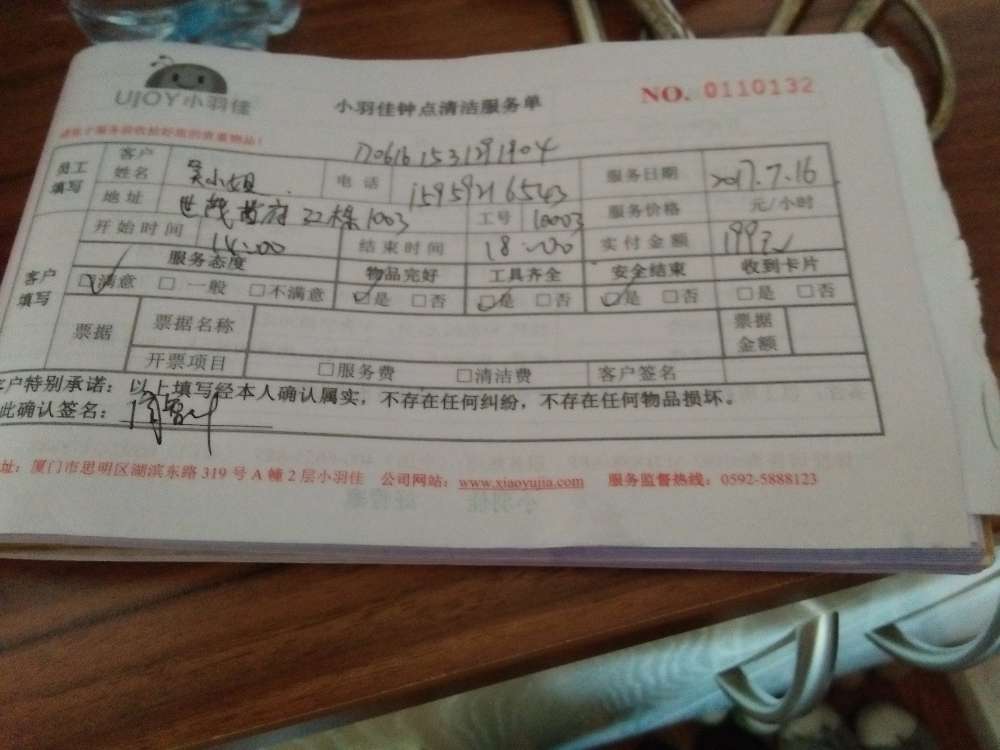 UJOY小羽佳
小羽佳钟点清洁服务单
NO. 0110132
1706161531291904
员工填写 客户姓名 吴小姐 电话 15959216543 服务日期 2017.7.16
地址 世茂首府22栋1003 工号 10003 服务价格 元/小时
开始时间 14:00 结束时间 18:00 实付金额 199元
客户填写 服务态度 物品完好 工具齐全 安全结束 收到卡片
☑满意 □一般 □不满意 ☑是 □否 ☑是 □否 ☑是 □否 □是 □否
票据 票据名称 票据金额
开票项目 □服务费 □清洁费 客户签名
客户特别承诺：以上填写经本人确认属实，不存在任何纠纷，不存在任何物品损坏。
此确认签名：
址：厦门市思明区湖滨东路 319 号 A 幢 2 层小羽佳 公司网站：www.xiaoyujia.com 服务监督热线：0592-5888123